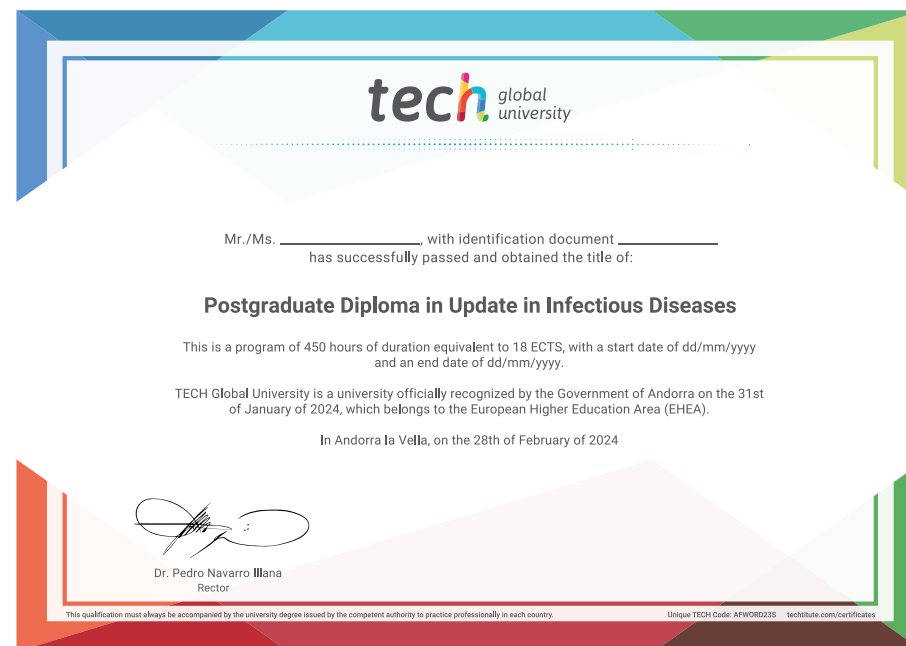 tech global university
Mr./Ms. ____________________, with identification document ______________
has successfully passed and obtained the title of:
Postgraduate Diploma in Update in Infectious Diseases
This is a program of 450 hours of duration equivalent to 18 ECTS, with a start date of dd/mm/yyyy
and an end date of dd/mm/yyyy.
TECH Global University is a university officially recognized by the Government of Andorra on the 31st
of January of 2024, which belongs to the European Higher Education Area (EHEA).
In Andorra la Vella, on the 28th of February of 2024
Dr. Pedro Navarro Illana
Rector
This qualification must always be accompanied by the university degree issued by the competent authority to practice professionally in each country.
Unique TECH Code: AFWORD23S techtitute.com/certificates